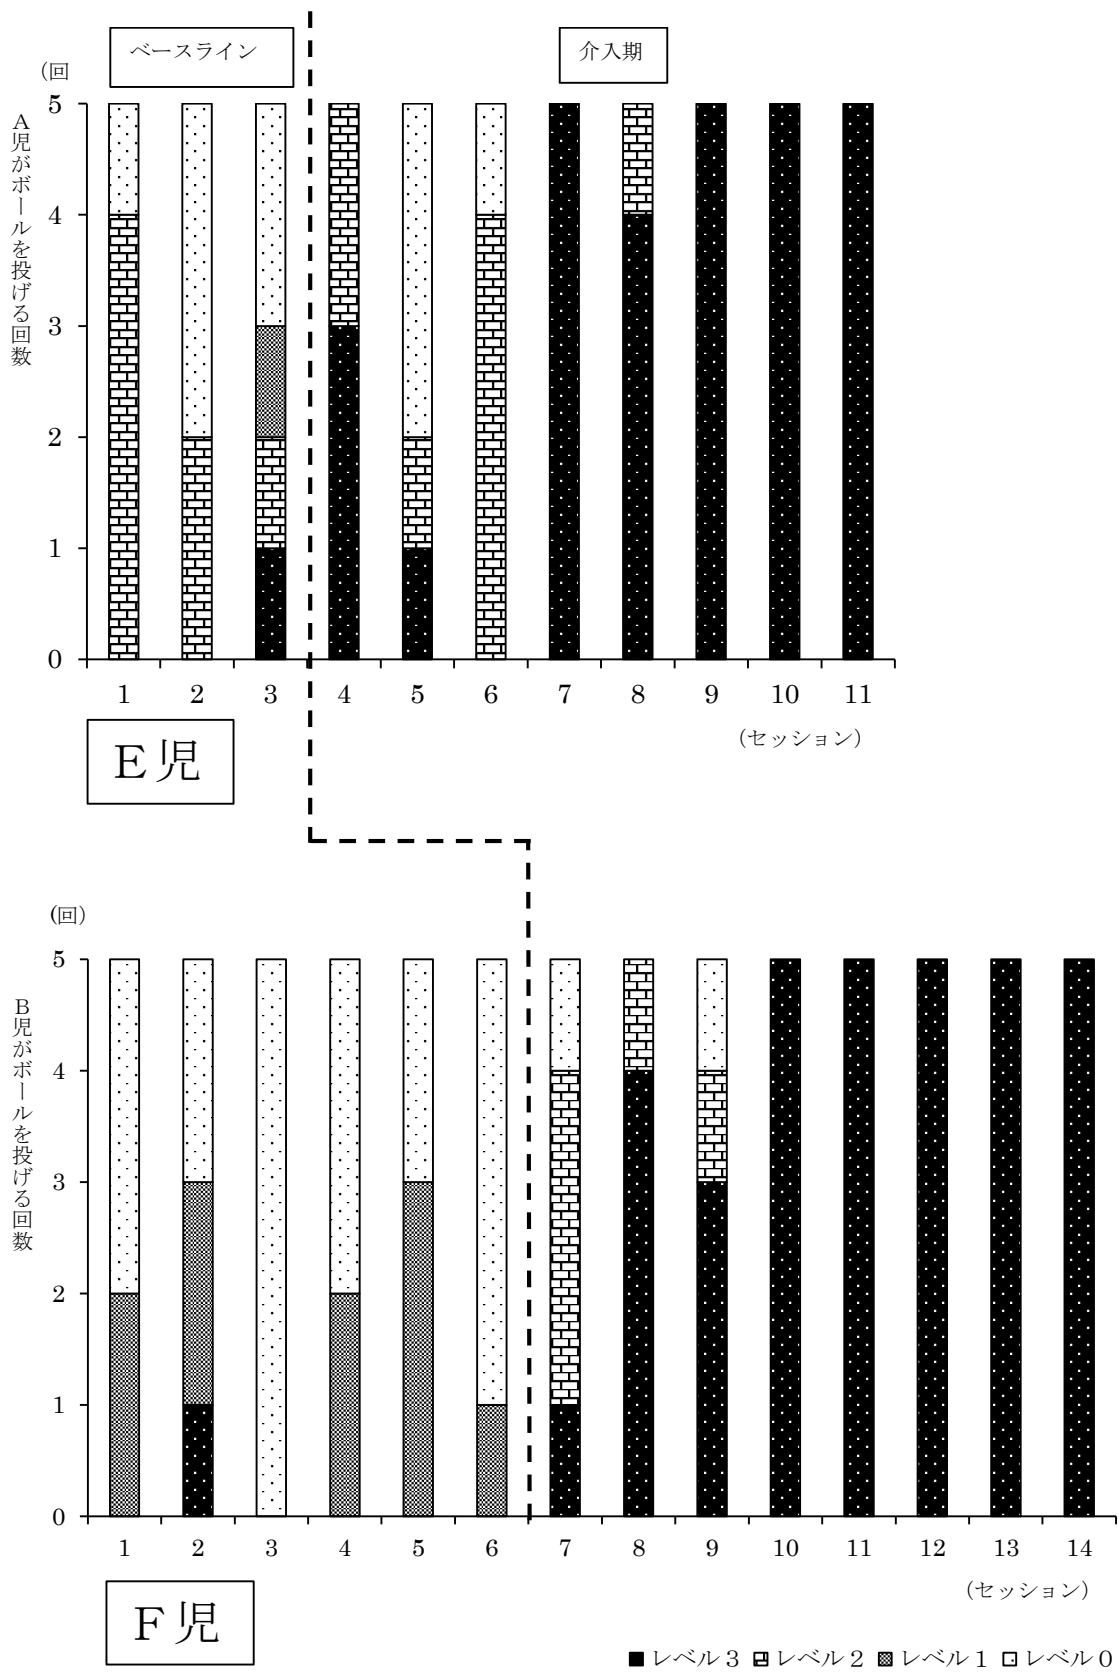 ベースライン
介入期
(回
A児がボールを投げる回数
5
4
3
2
1
0
1 2 3 4 5 6 7 8 9 10 11
(セッション)
E児
(回)
B児がボールを投げる回数
5
4
3
2
1
0
1 2 3 4 5 6 7 8 9 10 11 12 13 14
(セッション)
F児
レベル3 レベル2 レベル1 レベル0